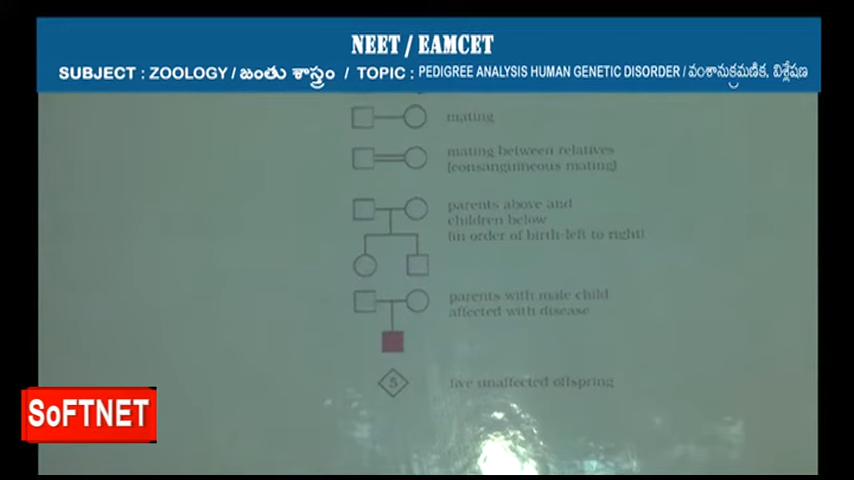 NEET / EAMCET
SUBJECT : ZOOLOGY / జంతు శాస్త్రం / TOPIC : PEDIGREE ANALYSIS HUMAN GENETIC DISORDER / వంశానుక్రమణిక, విశ్లేషణ
mating
mating between relatives
(consanguineous mating)
parents above and
children below
(in order of birth-left to right)
parents with male child
affected with disease
5 five unaffected offspring
SoFTNET